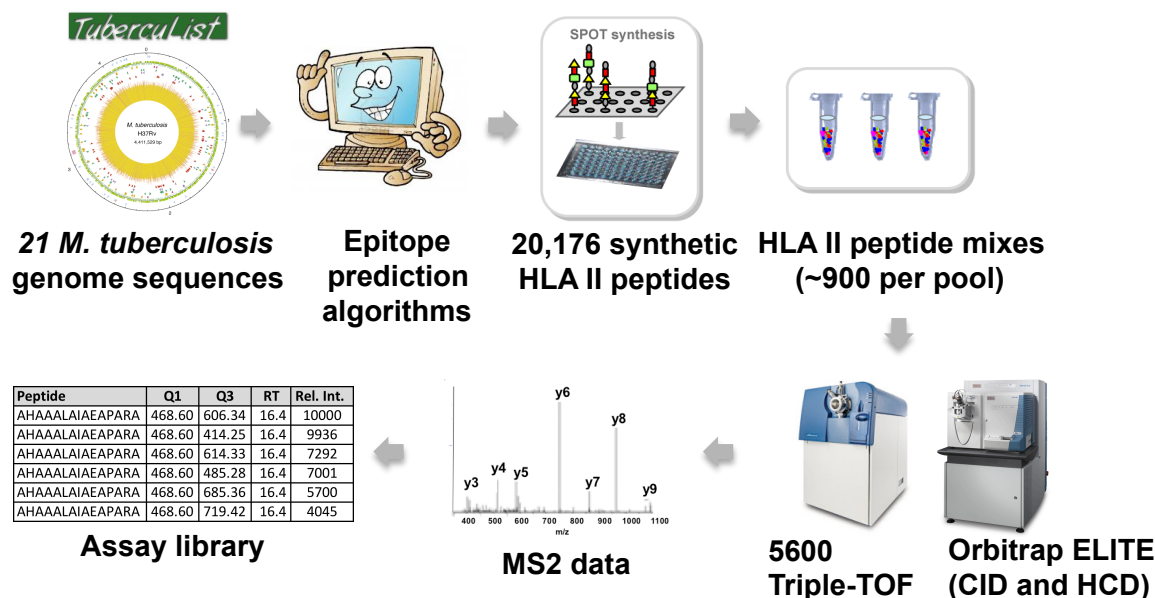 TubercuList
M. tuberculosis
H37Rv
4,411,529 bp
0
1
2
3
4
21 M. tuberculosis
genome sequences
Epitope
prediction
algorithms
SPOT synthesis
20,176 synthetic
HLA II peptides
HLA II peptide mixes
(~900 per pool)
5600
Triple-TOF
Orbitrap ELITE
(CID and HCD)
y3
y4
y5
y6
y7
y8
y9
400 500 600 700 800 900 1000 1100
m/z
MS2 data
Peptide Q1 Q3 RT Rel. Int.
AHAAALAIAEAPARA 468.60 606.34 16.4 10000
AHAAALAIAEAPARA 468.60 414.25 16.4 9936
AHAAALAIAEAPARA 468.60 614.33 16.4 7292
AHAAALAIAEAPARA 468.60 485.28 16.4 7001
AHAAALAIAEAPARA 468.60 685.36 16.4 5700
AHAAALAIAEAPARA 468.60 719.42 16.4 4045
Assay library